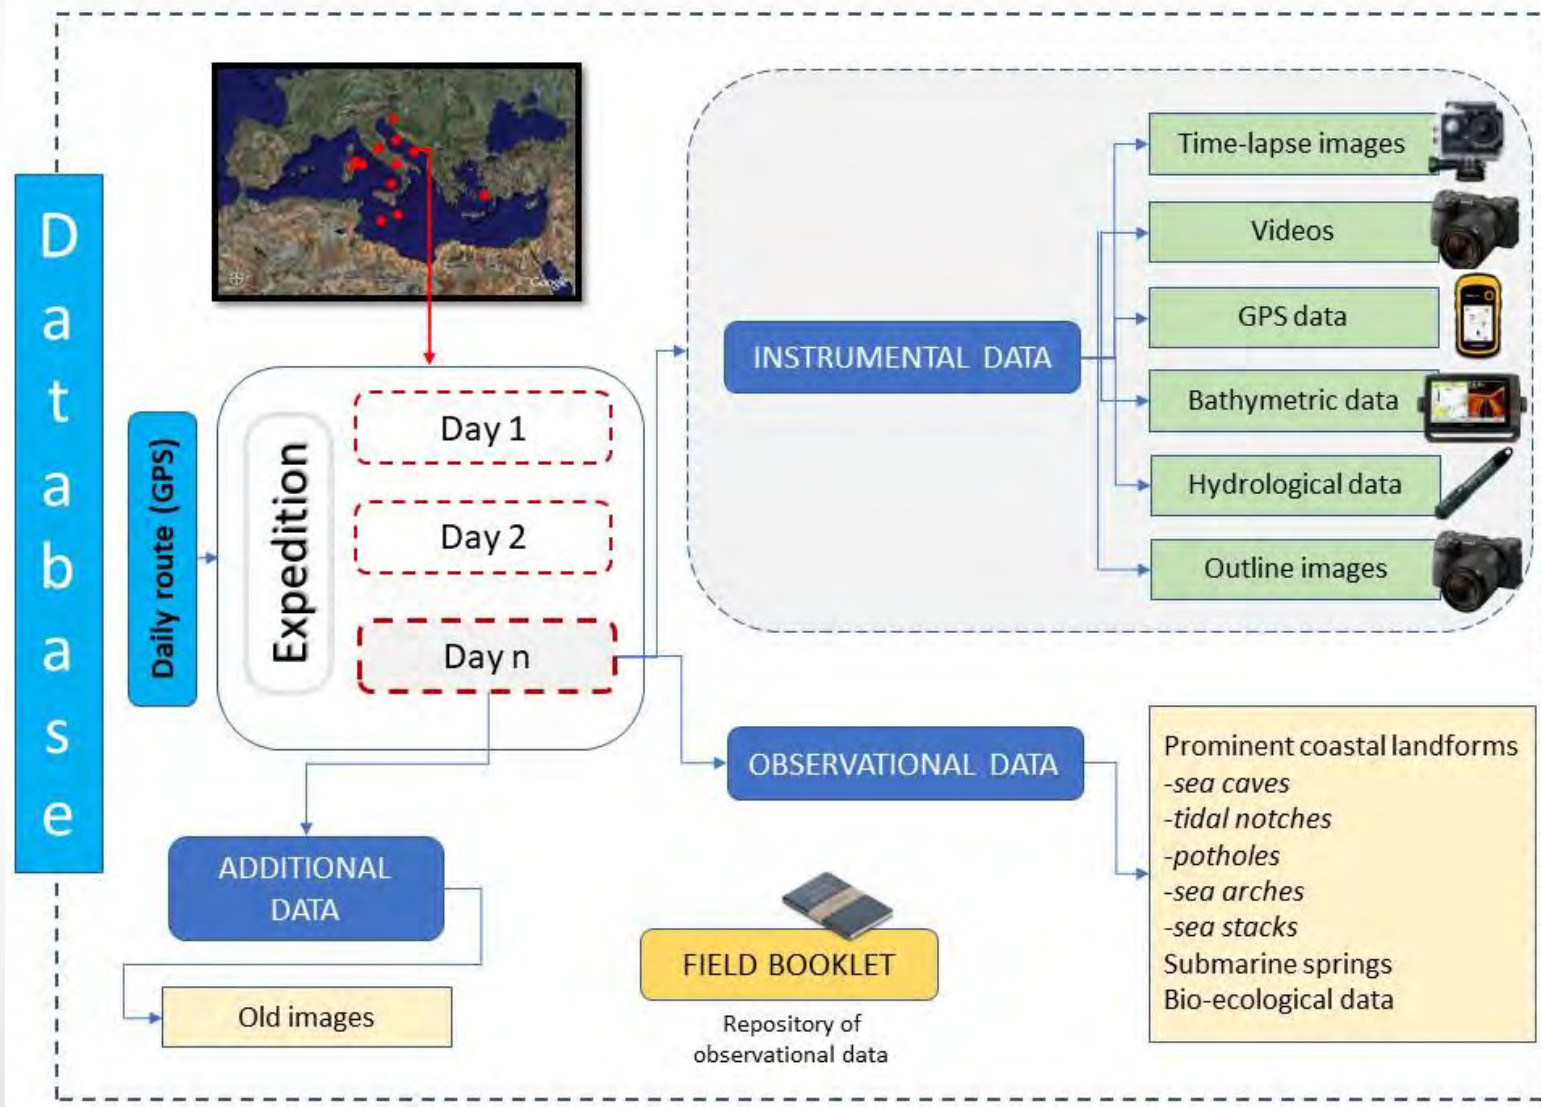 Database
Google
Daily route (GPS)
Expedition
Day 1
Day 2
Day n
INSTRUMENTAL DATA
Time-lapse images
Videos
GPS data
Bathymetric data
Hydrological data
Outline images
OBSERVATIONAL DATA
Prominent coastal landforms
-sea caves
-tidal notches
-potholes
-sea arches
-sea stacks
Submarine springs
Bio-ecological data
ADDITIONAL
DATA
Old images
FIELD BOOKLET
Repository of
observational data